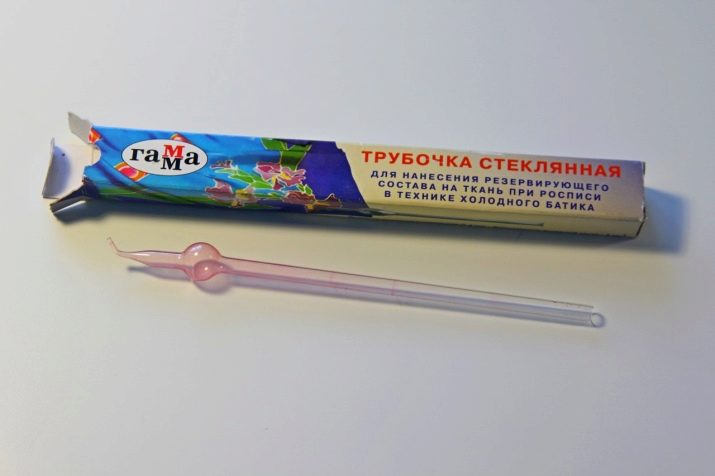 гамма
ТРУБОЧКА СТЕКЛЯННАЯ
ДЛЯ НАНЕСЕНИЯ РЕЗЕРВИРУЮЩЕГО
СОСТАВА НА ТКАНЬ ПРИ РОСПИСИ
В ТЕХНИКЕ ХОЛОДНОГО БАТИКА